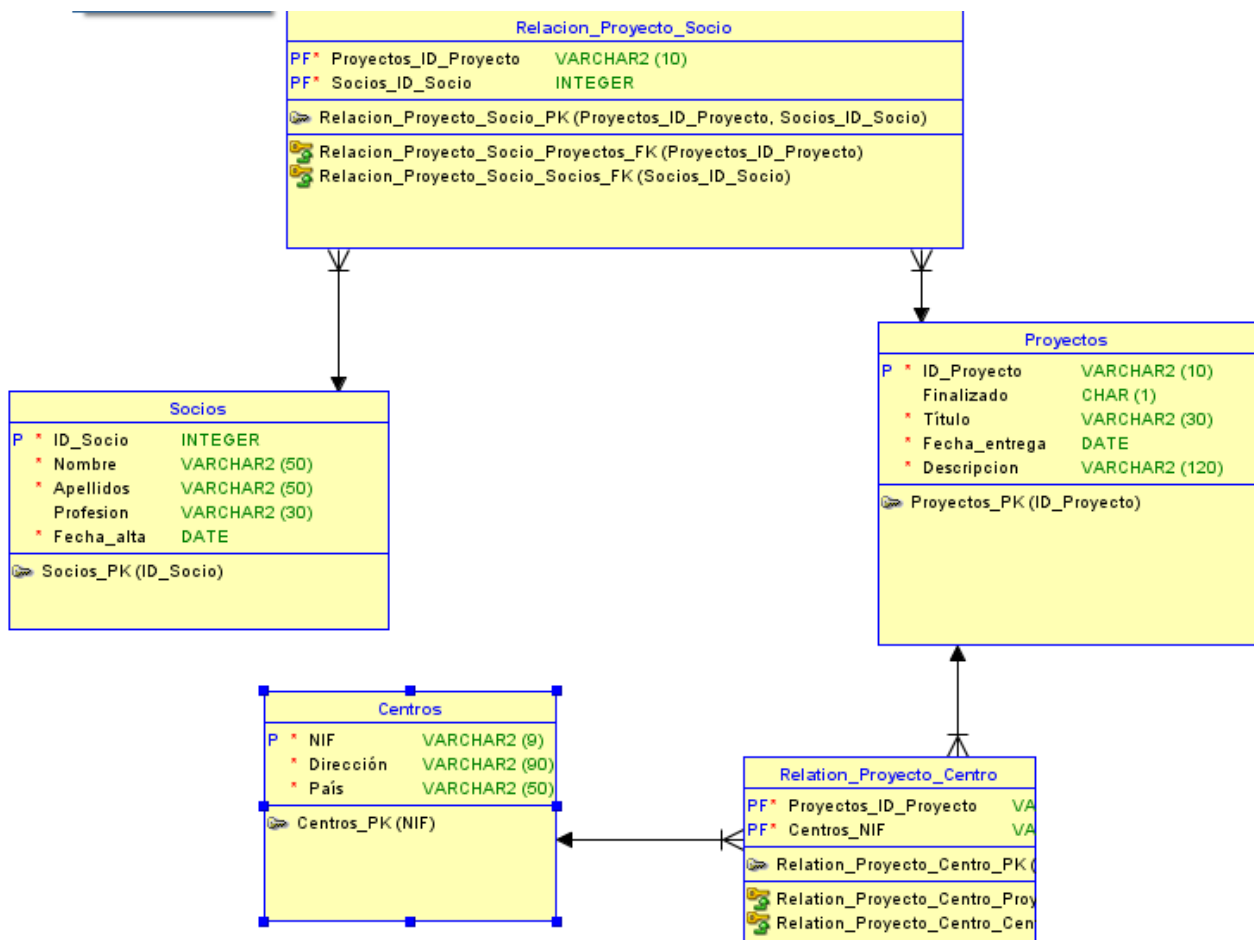 Relacion_Proyecto_Socio
PF* Proyectos_ID_Proyecto VARCHAR2 (10)
PF* Socios_ID_Socio INTEGER
Relacion_Proyecto_Socio_PK (Proyectos_ID_Proyecto, Socios_ID_Socio)
Relacion_Proyecto_Socio_Proyectos_FK (Proyectos_ID_Proyecto)
Relacion_Proyecto_Socio_Socios_FK (Socios_ID_Socio)
Proyectos
P * ID_Proyecto VARCHAR2 (10)
Finalizado CHAR (1)
* Título VARCHAR2 (30)
* Fecha_entrega DATE
* Descripcion VARCHAR2 (120)
Proyectos_PK (ID_Proyecto)
Socios
P * ID_Socio INTEGER
* Nombre VARCHAR2 (50)
* Apellidos VARCHAR2 (50)
Profesion VARCHAR2 (30)
* Fecha_alta DATE
Socios_PK (ID_Socio)
Centros
P * NIF VARCHAR2 (9)
* Dirección VARCHAR2 (90)
* País VARCHAR2 (50)
Centros_PK (NIF)
Relation_Proyecto_Centro
PF* Proyectos_ID_Proyecto VA
PF* Centros_NIF VA
Relation_Proyecto_Centro_PK (
Relation_Proyecto_Centro_Proy
Relation_Proyecto_Centro_Cen